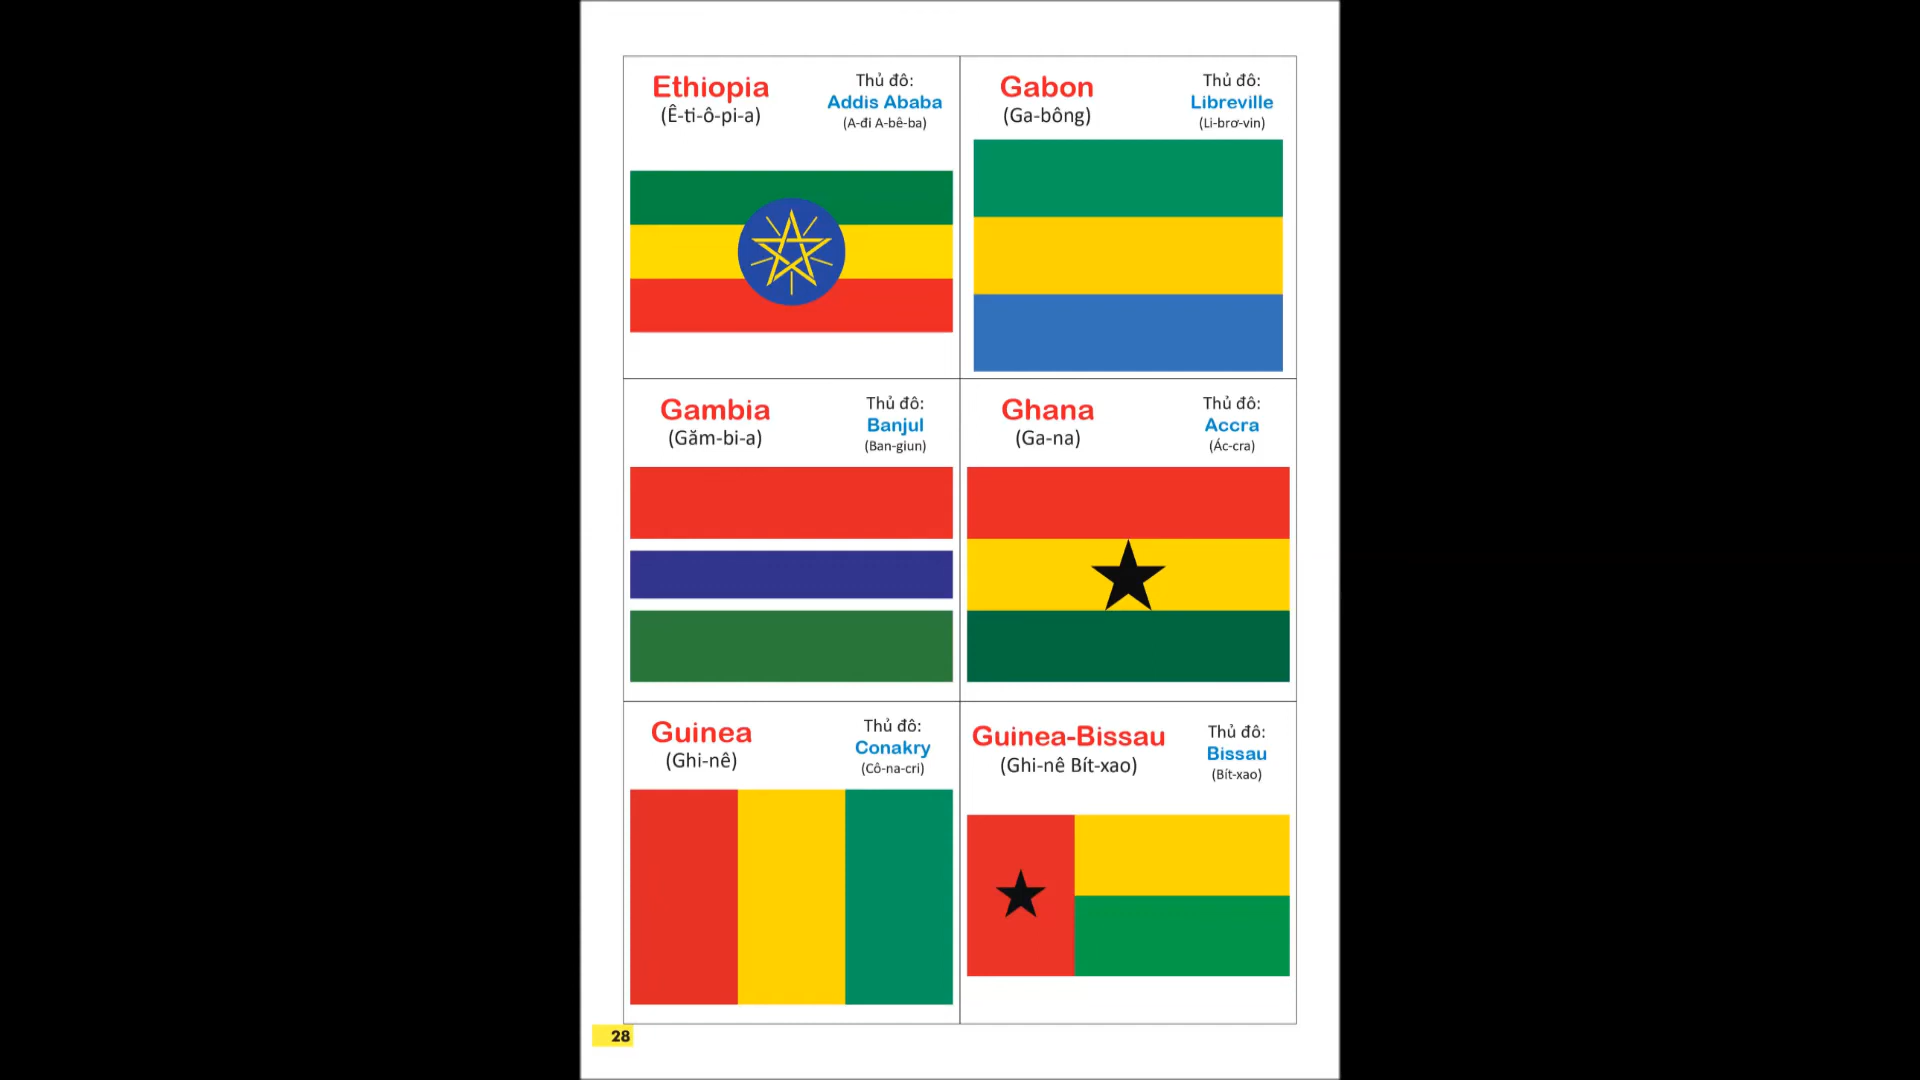 Ethiopia
(Ê-ti-ô-pi-a)
Thủ đô:
Addis Ababa
(A-đi A-bê-ba)
Gabon
(Ga-bông)
Thủ đô:
Libreville
(Li-brơ-vin)
Gambia
(Găm-bi-a)
Thủ đô:
Banjul
(Ban-giun)
Ghana
(Ga-na)
Thủ đô:
Accra
(Ác-cra)
Guinea
(Ghi-nê)
Thủ đô:
Conakry
(Cô-na-cri)
Guinea-Bissau
(Ghi-nê Bít-xao)
Thủ đô:
Bissau
(Bít-xao)
28